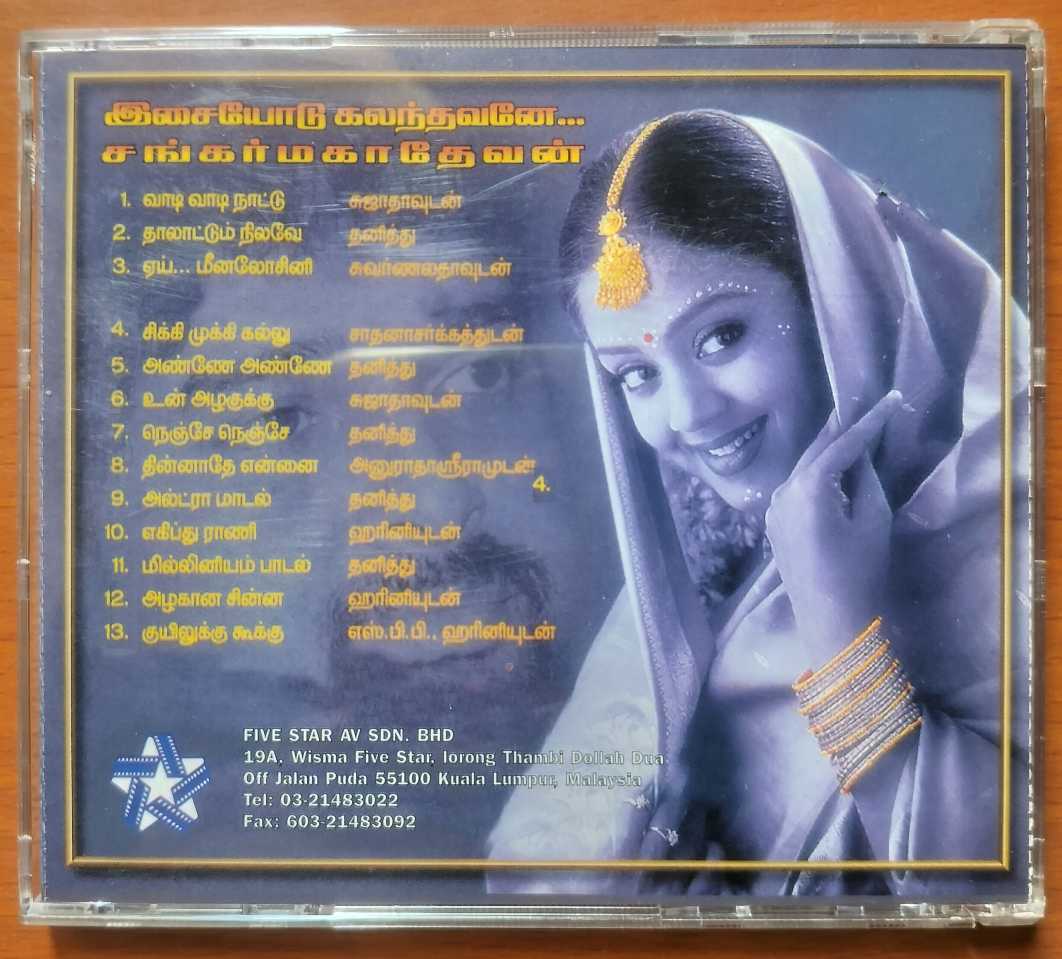 இசையோடு கலந்தவனே...
சங்கர்மகாதேவன்
1. வாடி வாடி நாட்டு சுஜாதாவுடன்
2. தாலாட்டும் நிலவே தனித்து
3. ஏய்... மீனலோசினி சுவர்ணலதாவுடன்
4. சிக்கி முக்கி கல்லு சாதனாசர்க்கத்துடன்
5. அண்ணே அண்ணே தனித்து
6. உன் அழகுக்கு சுஜாதாவுடன்
7. நெஞ்சே நெஞ்சே தனித்து
8. தின்னாதே என்னை அனுராதாஸ்ரீராமுடன்
4.
9. அல்ட்ரா மாடல் தனித்து
10. எகிப்து ராணி ஹரினியுடன்
11. மில்லினியம் பாடல் தனித்து
12. அழகான சின்ன ஹரினியுடன்
13. குயிலுக்கு கூக்கு எஸ்.பி.பி., ஹரினியுடன்
FIVE STAR AV SDN. BHD
19A, Wisma Five Star, lorong Thambi Dollah Dua
Off Jalan Puda 55100 Kuala Lumpur, Malaysia
Tel: 03-21483022
Fax: 603-21483092